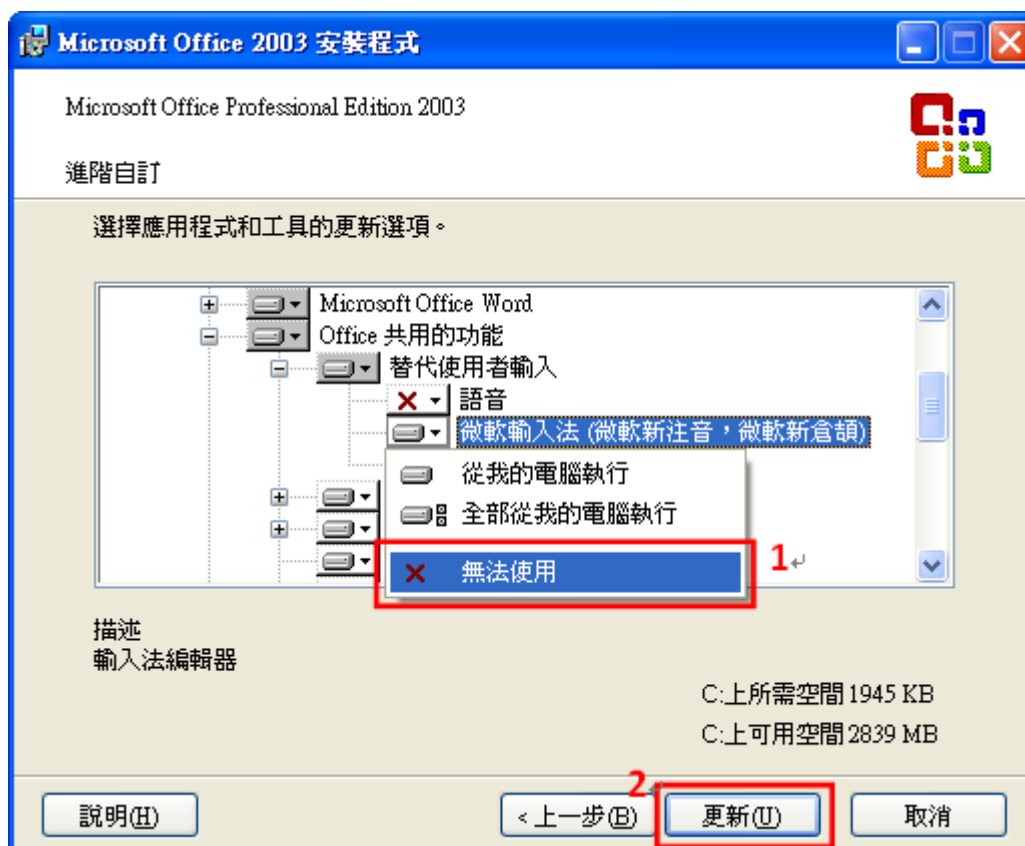 Microsoft Office 2003 安裝程式
Microsoft Office Professional Edition 2003
進階自訂
選擇應用程式和工具的更新選項。
Microsoft Office Word
Office 共用的功能
替代使用者輸入
語音
微軟輸入法 (微軟新注音，微軟新倉頡)
從我的電腦執行
全部從我的電腦執行
無法使用
1
描述
輸入法編輯器
C:上所需空間 1945 KB
C:上可用空間 2839 MB
2
說明(H) <上一步(B) 更新(U) 取消